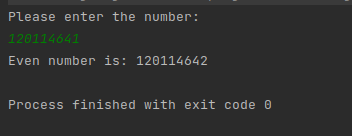 Please enter the number:
120114641
Even number is: 120114642
Process finished with exit code 0